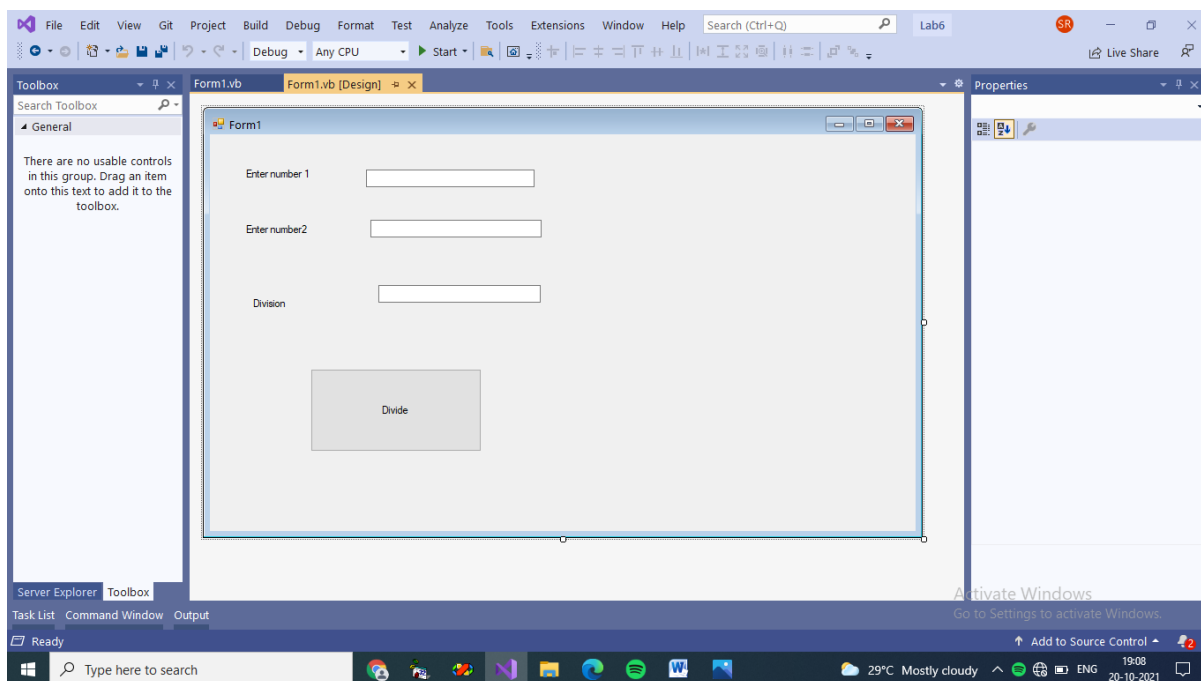 File Edit View Git Project Build Debug Format Test Analyze Tools Extensions Window Help Search (Ctrl+Q) Lab6 SR
Debug Any CPU Start Live Share
Toolbox Form1.vb Form1.vb [Design] Properties
Search Toolbox
General
Form1
There are no usable controls
in this group. Drag an item
onto this text to add it to the
toolbox.
Enter number 1
Enter number2
Division
Divide
Server Explorer Toolbox
Activate Windows
Go to Settings to activate Windows.
Task List Command Window Output
Ready Add to Source Control 2
Type here to search 29°C Mostly cloudy ENG 19:08
20-10-2021